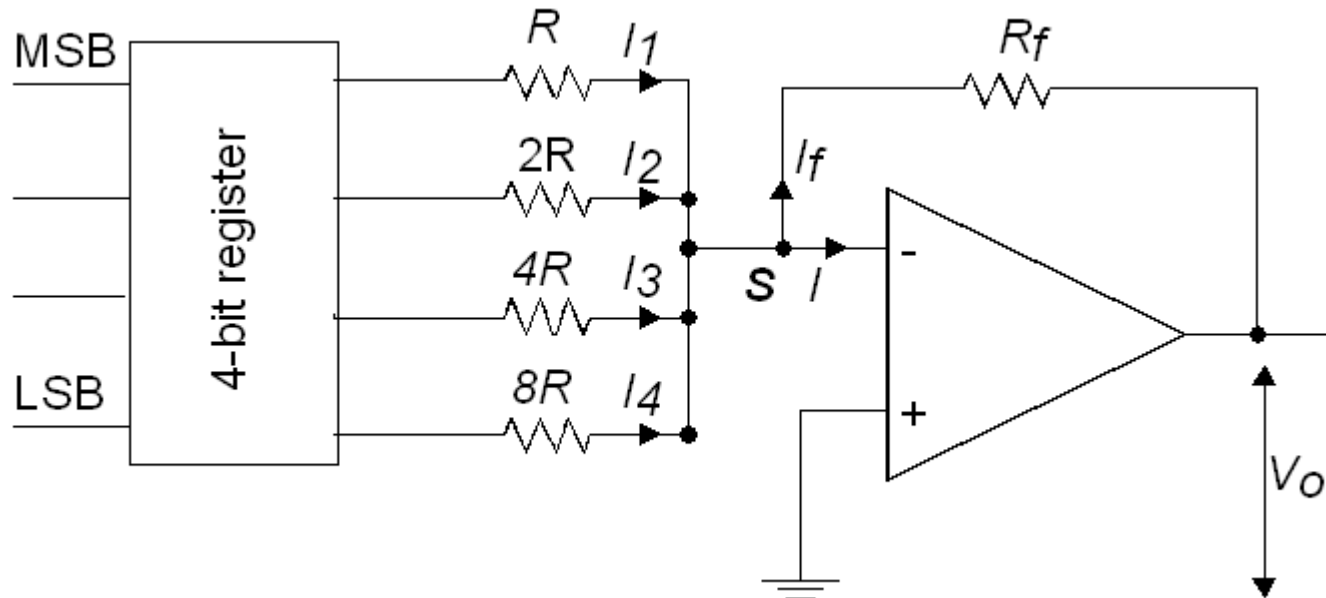 MSB
4-bit register
LSB
R
I1
2R
I2
4R
I3
8R
I4
Rf
If
S
I
-
+
VO